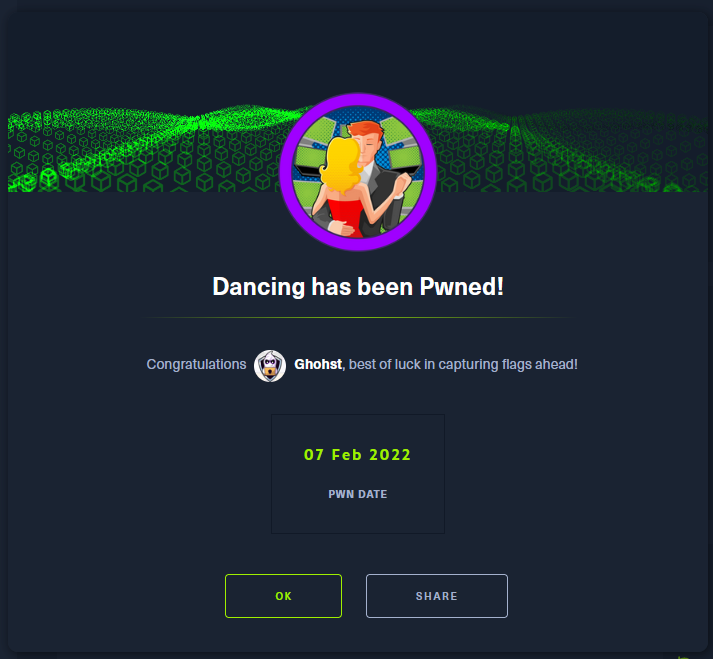 Dancing has been Pwned!
Congratulations Ghohst, best of luck in capturing flags ahead!
07 Feb 2022
PWN DATE
OK SHARE